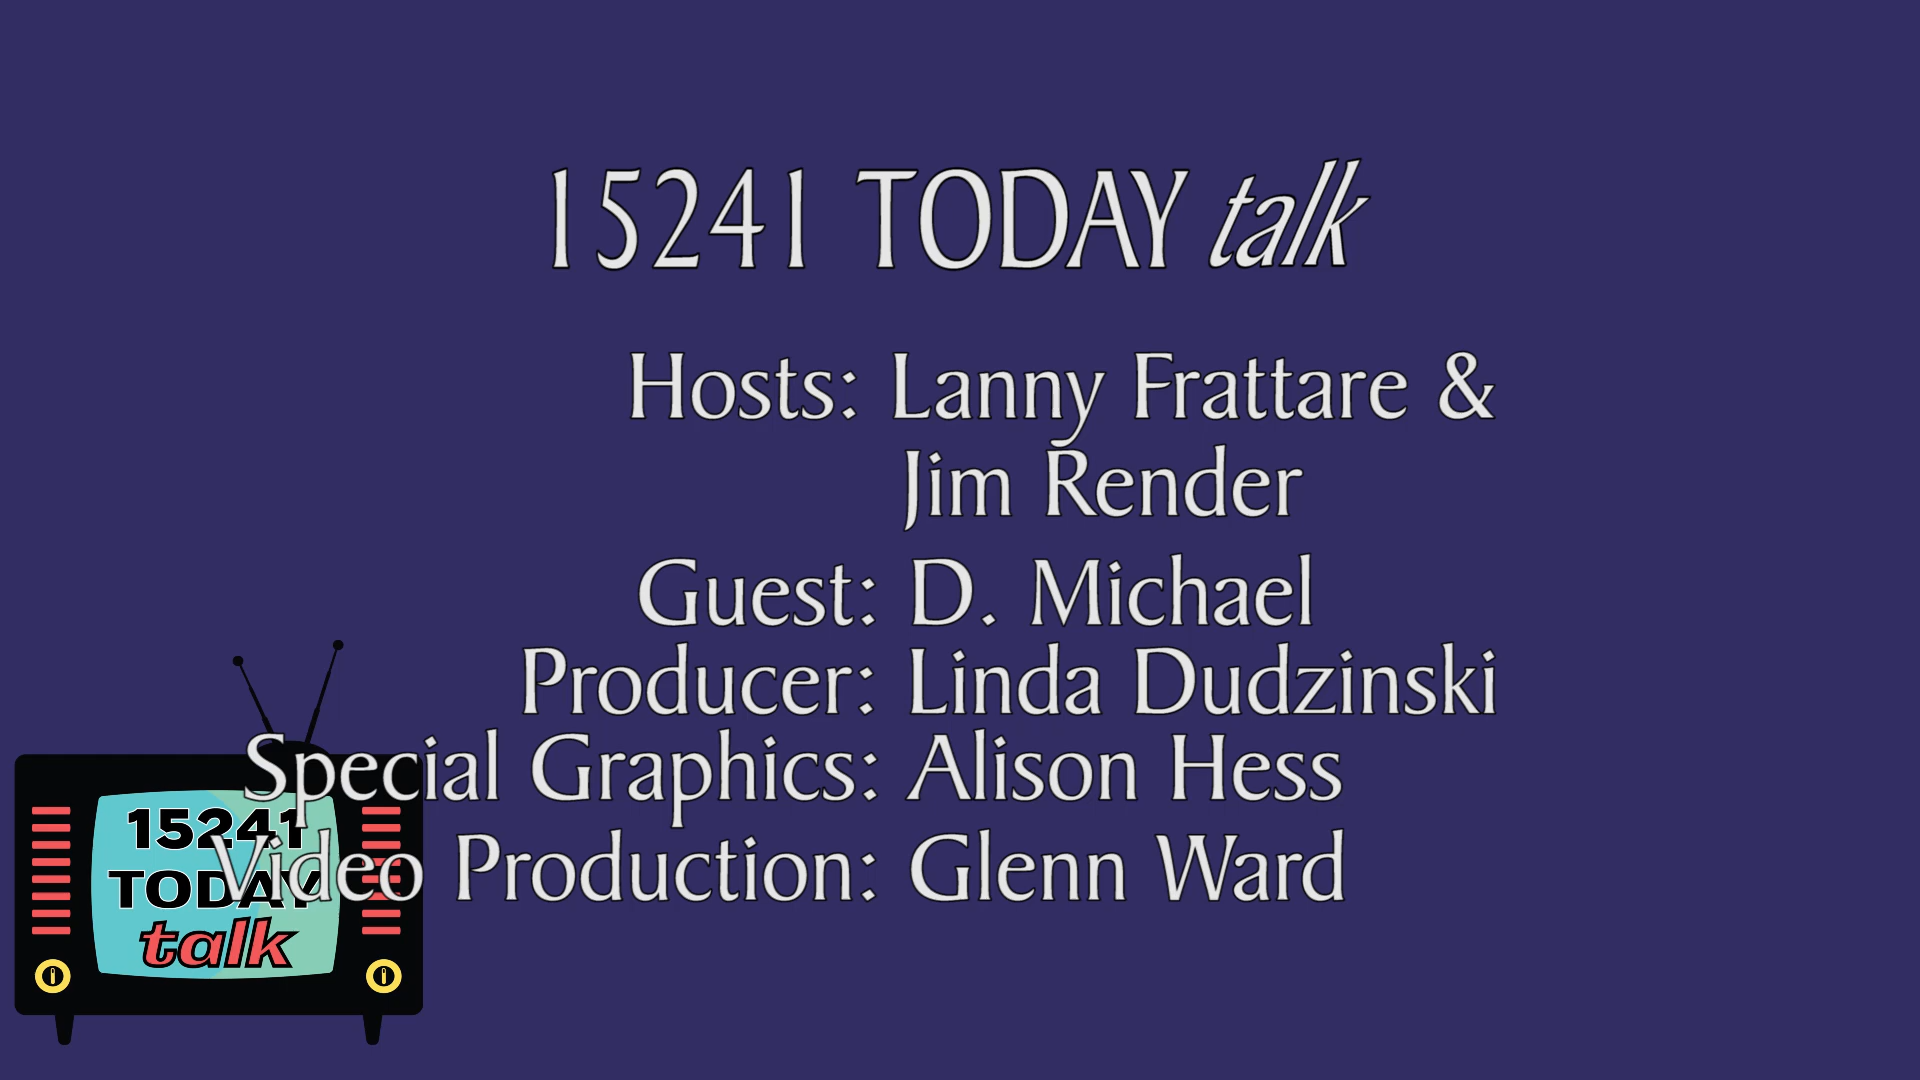 15241 TODAY talk
Hosts: Lanny Frattare &
Jim Render
Guest: D. Michael
Producer: Linda Dudzinski
Special Graphics: Alison Hess
Video Production: Glenn Ward
15241
TODAY
talk